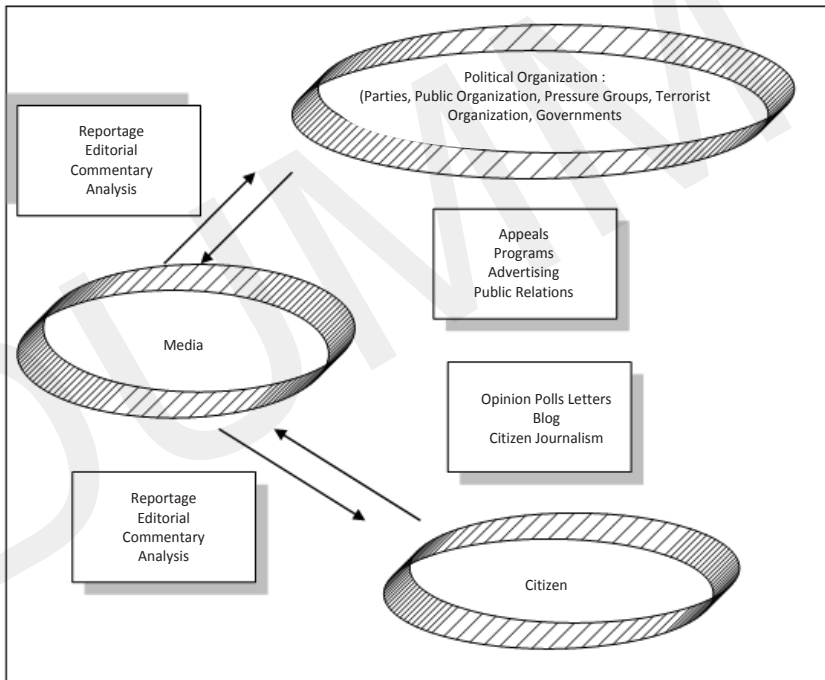 Political Organization :
(Parties, Public Organization, Pressure Groups, Terrorist
Organization, Governments
Reportage
Editorial
Commentary
Analysis
Appeals
Programs
Advertising
Public Relations
Media
Opinion Polls Letters
Blog
Citizen Journalism
Reportage
Editorial
Commentary
Analysis
Citizen
DUMM